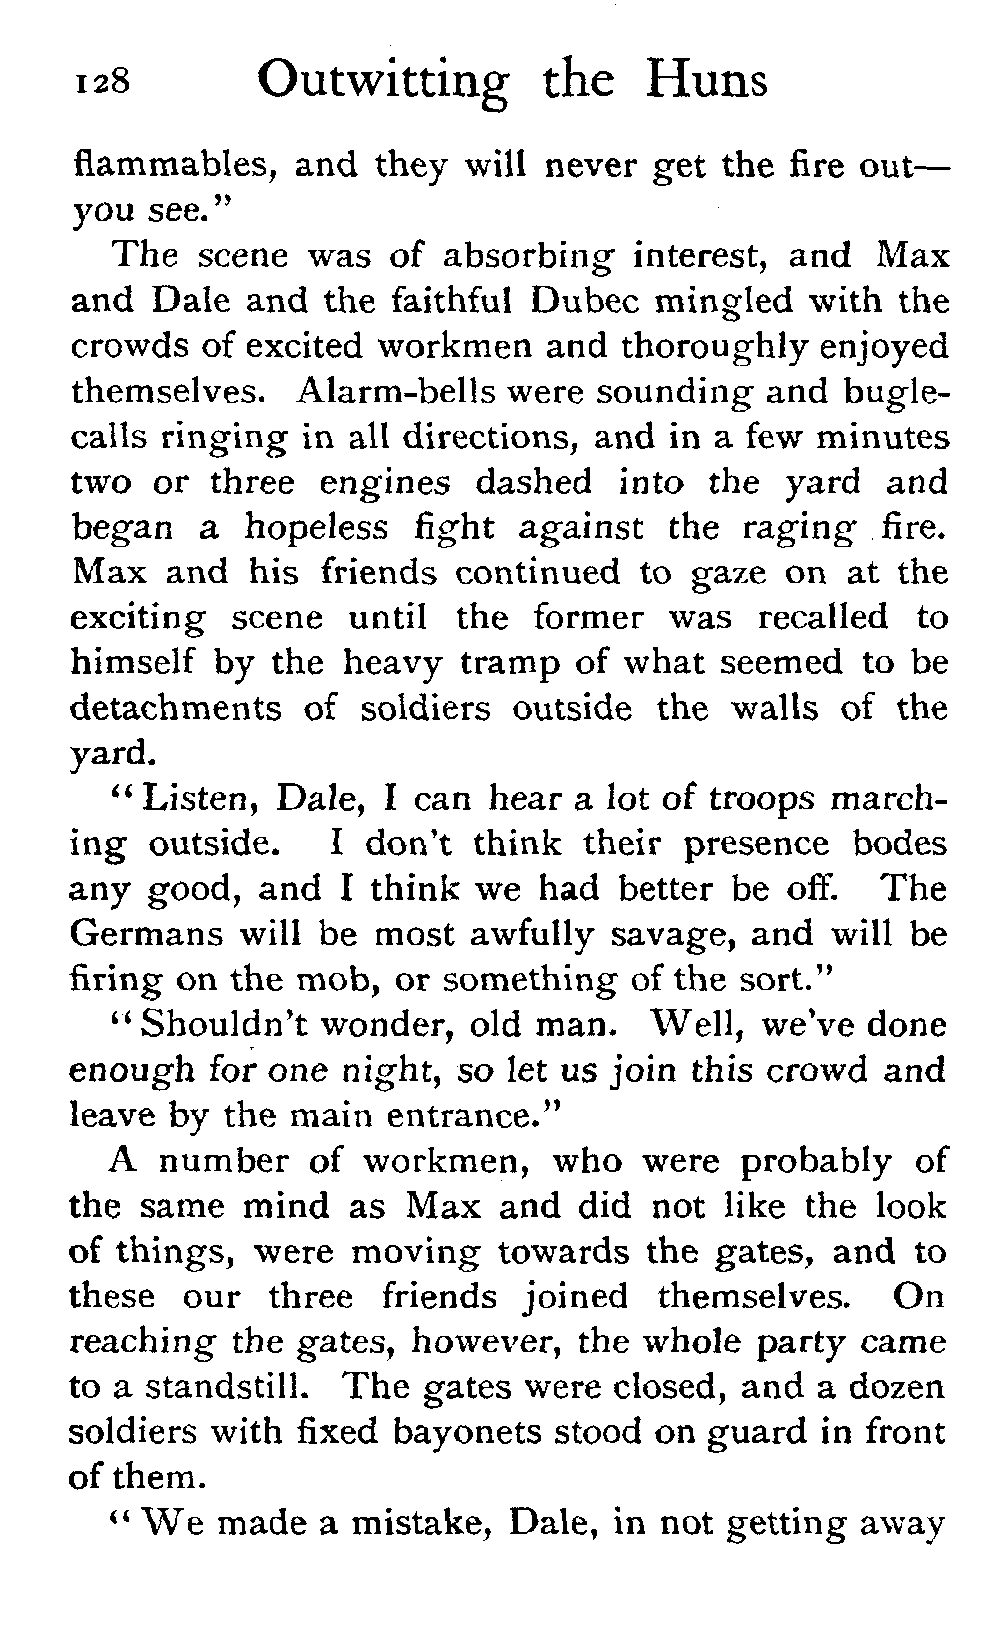 128 Outwitting the Huns
flammables, and they will never get the fire out—
you see."
The scene was of absorbing interest, and Max
and Dale and the faithful Dubec mingled with the
crowds of excited workmen and thoroughly enjoyed
themselves. Alarm-bells were sounding and bugle-
calls ringing in all directions, and in a few minutes
two or three engines dashed into the yard and
began a hopeless fight against the raging fire.
Max and his friends continued to gaze on at the
exciting scene until the former was recalled to
himself by the heavy tramp of what seemed to be
detachments of soldiers outside the walls of the
yard.
"Listen, Dale, I can hear a lot of troops march-
ing outside. I don't think their presence bodes
any good, and I think we had better be off. The
Germans will be most awfully savage, and will be
firing on the mob, or something of the sort."
"Shouldn't wonder, old man. Well, we've done
enough for one night, so let us join this crowd and
leave by the main entrance."
A number of workmen, who were probably of
the same mind as Max and did not like the look
of things, were moving towards the gates, and to
these our three friends joined themselves. On
reaching the gates, however, the whole party came
to a standstill. The gates were closed, and a dozen
soldiers with fixed bayonets stood on guard in front
of them.
"We made a mistake, Dale, in not getting away